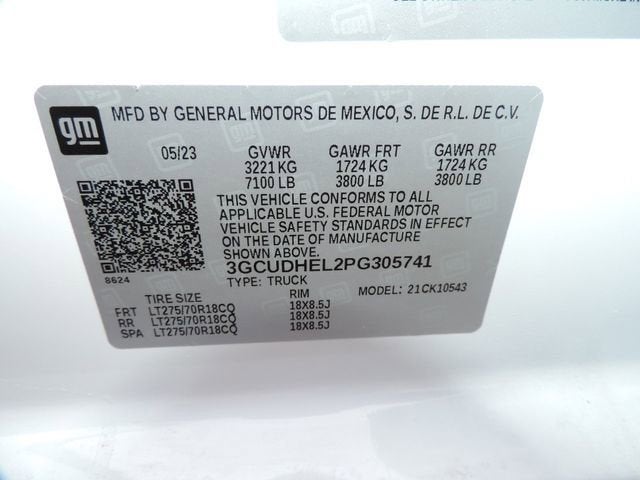 gm
MFD BY GENERAL MOTORS DE MEXICO, S. DE R.L. DE C.V.
05/23 GVWR GAWR FRT GAWR RR
3221 KG 1724 KG 1724 KG
7100 LB 3800 LB 3800 LB
THIS VEHICLE CONFORMS TO ALL
APPLICABLE U.S. FEDERAL MOTOR
VEHICLE SAFETY STANDARDS IN EFFECT
ON THE DATE OF MANUFACTURE
SHOWN ABOVE.
3GCUDHEL2PG305741
8624 TYPE: TRUCK MODEL: 21CK10543
TIRE SIZE RIM
FRT LT275/70R18CQ 18X8.5J
RR LT275/70R18CQ 18X8.5J
SPA LT275/70R18CQ 18X8.5J